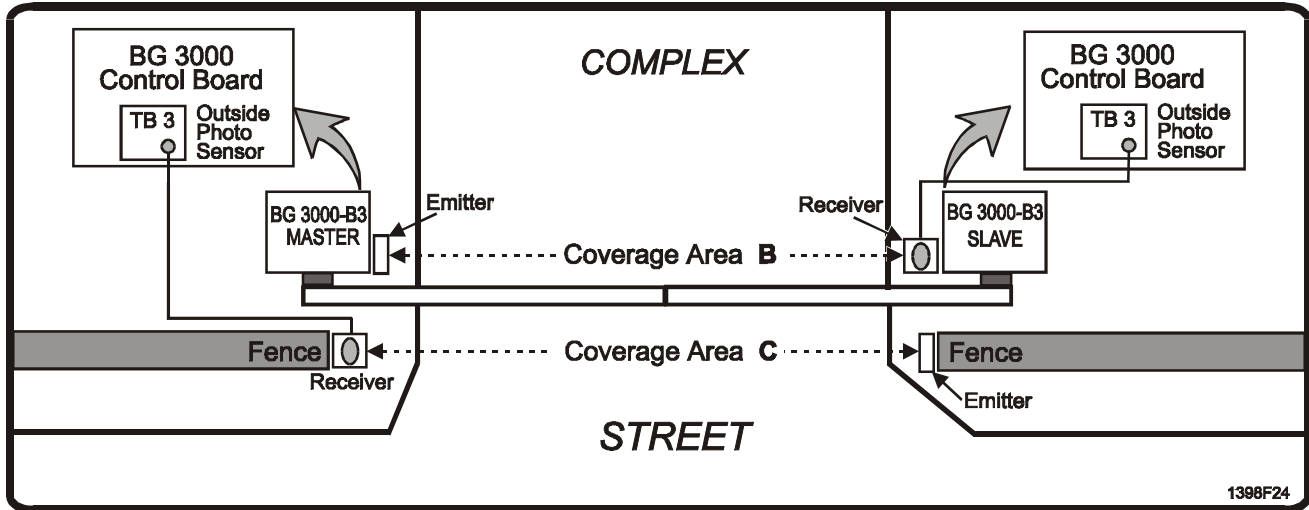 BG 3000
Control Board
TB 3
Outside
Photo
Sensor
COMPLEX
BG 3000
Control Board
TB 3
Outside
Photo
Sensor
BG 3000-B3
MASTER
Emitter
Receiver
BG 3000-B3
SLAVE
Coverage Area B
Fence
Receiver
Coverage Area C
Fence
Emitter
STREET
1398F24